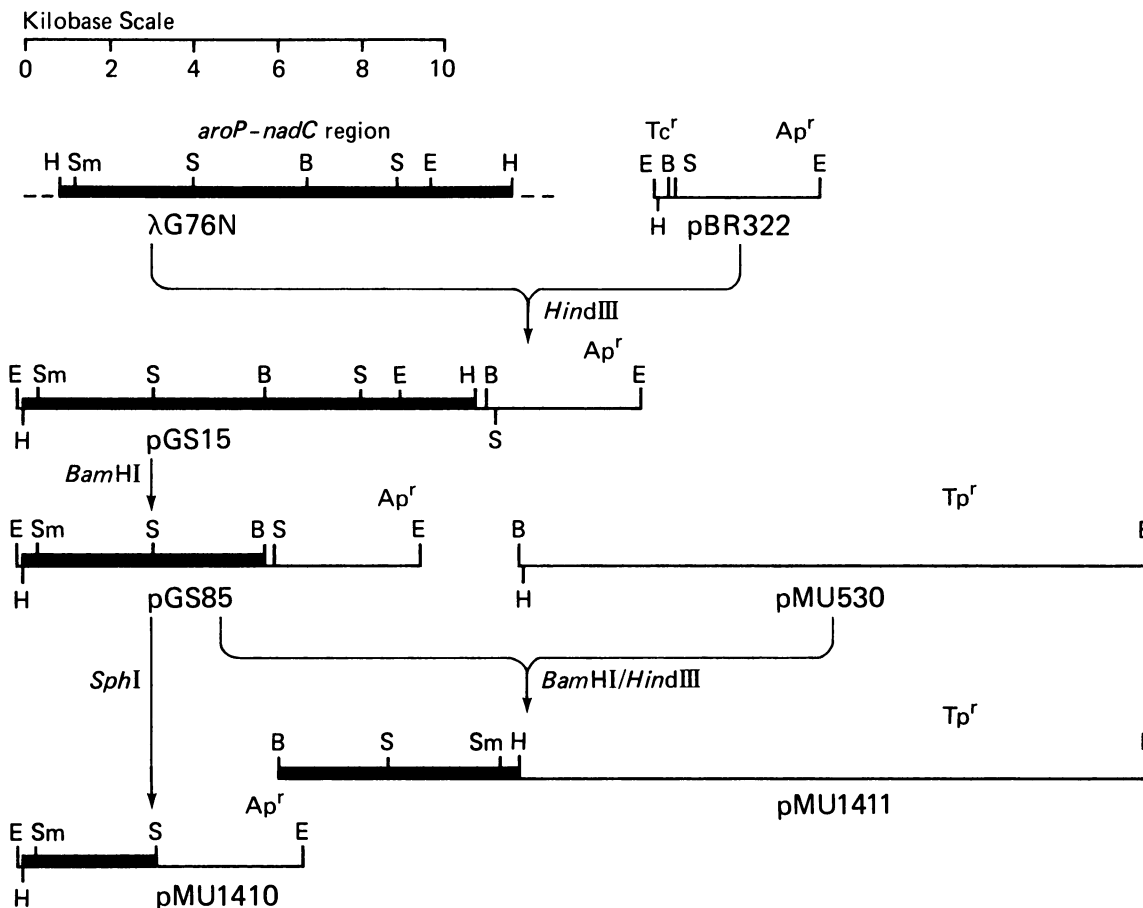 Kilobase Scale
0 2 4 6 8 10
aroP-nadC region
Tcʳ Apʳ
H Sm S B S E H
E B S E
H
λG76N
pBR322
HindIII
Apʳ
E Sm S B S E H B E
H S
pGS15
BamHI
Apʳ
Tpʳ
E Sm S B S E
B
H
pGS85
H
pMU530
SphI
BamHI/HindIII
Tpʳ
B S Sm H
pMU1411
Apʳ
E Sm S E
H
pMU1410